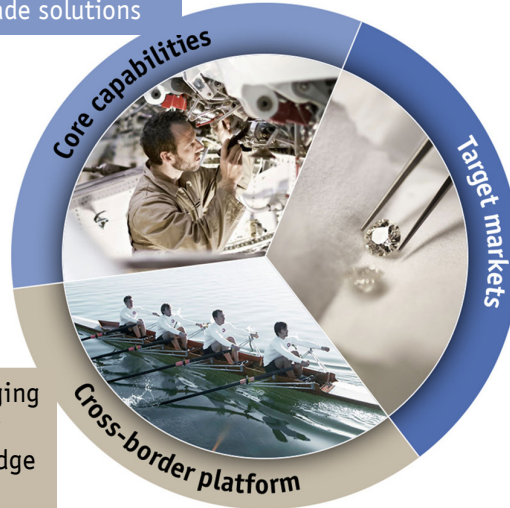 ade solutions
Core capabilities
Target markets
ging
dge
Cross-border platform